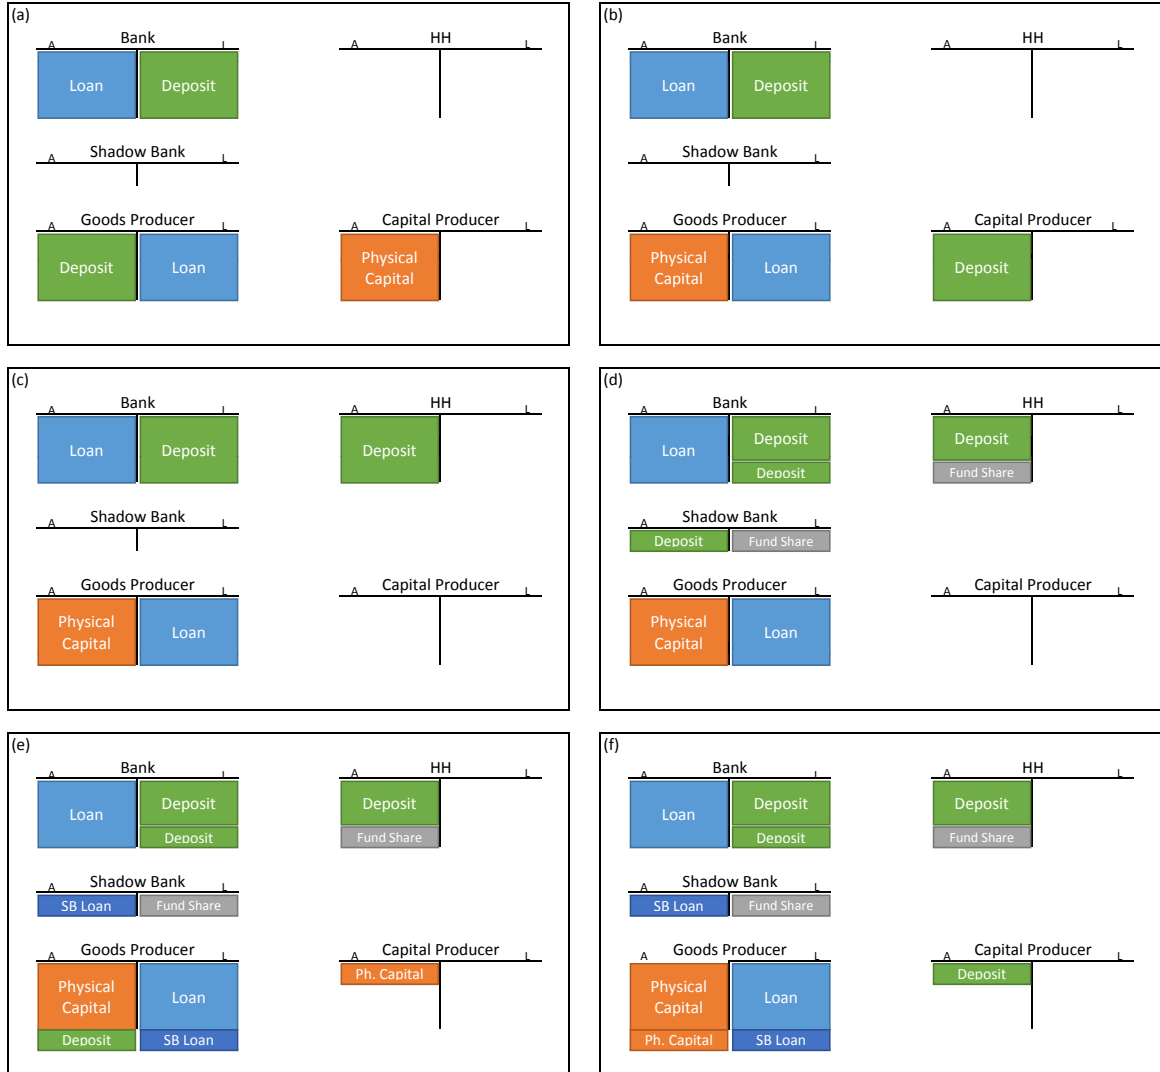 (a)
Bank
A L
Loan Deposit
HH
A L
Shadow Bank
A L
Goods Producer
A L
Deposit Loan
Capital Producer
A L
Physical
Capital
(b)
Bank
A L
Loan Deposit
HH
A L
Shadow Bank
A L
Goods Producer
A L
Physical
Capital
Loan
Capital Producer
A L
Deposit
(c)
Bank
A L
Loan Deposit
HH
A L
Deposit
Shadow Bank
A L
Goods Producer
A L
Physical
Capital
Loan
Capital Producer
A L
(d)
Bank
A L
Loan Deposit
Deposit
HH
A L
Deposit
Fund Share
Shadow Bank
A L
Deposit Fund Share
Goods Producer
A L
Physical
Capital
Loan
Capital Producer
A L
(e)
Bank
A L
Loan Deposit
Deposit
HH
A L
Deposit
Fund Share
Shadow Bank
A L
SB Loan Fund Share
Goods Producer
A L
Physical
Capital
Loan
Deposit SB Loan
Capital Producer
A L
Ph. Capital
(f)
Bank
A L
Loan Deposit
Deposit
HH
A L
Deposit
Fund Share
Shadow Bank
A L
SB Loan Fund Share
Goods Producer
A L
Physical
Capital
Loan
Ph. Capital SB Loan
Capital Producer
A L
Deposit